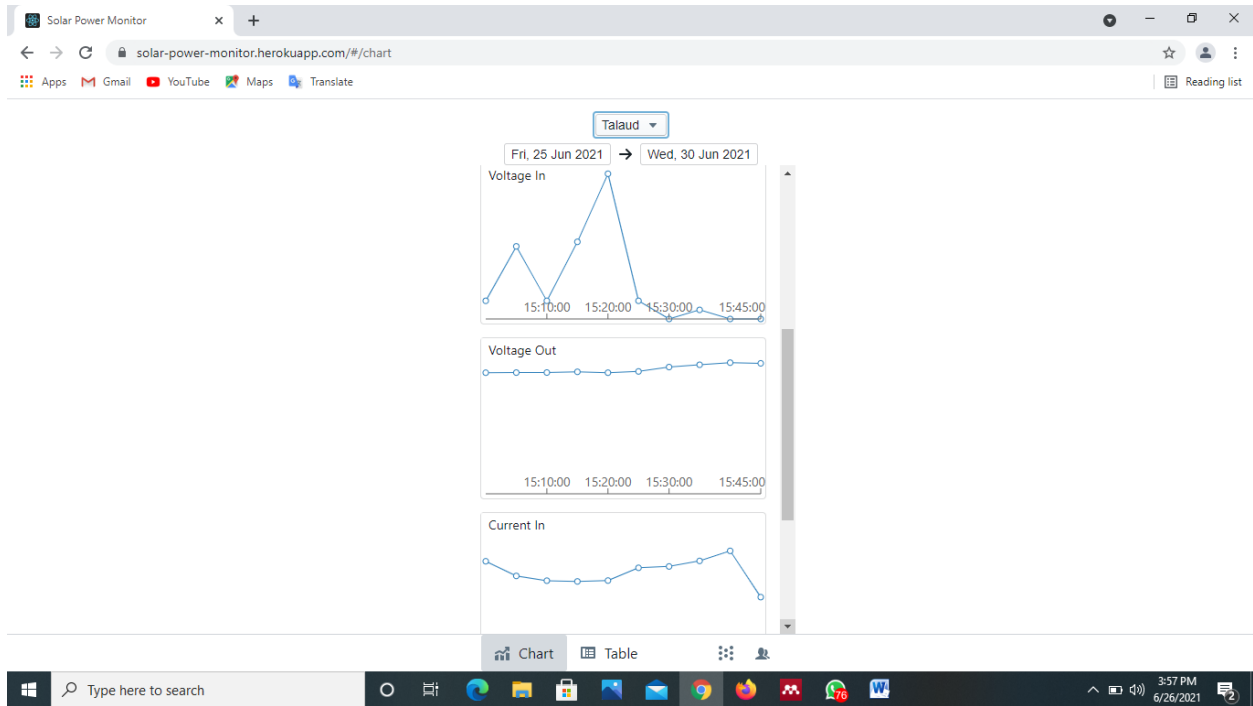 Solar Power Monitor
solar-power-monitor.herokuapp.com/#/chart
Apps Gmail YouTube Maps Translate Reading list
Talaud
Fri, 25 Jun 2021 → Wed, 30 Jun 2021
Voltage In
15:10:00 15:20:00 15:30:00 15:45:00
Voltage Out
15:10:00 15:20:00 15:30:00 15:45:00
Current In
Chart Table
Type here to search
76
W
3:57 PM
6/26/2021
2